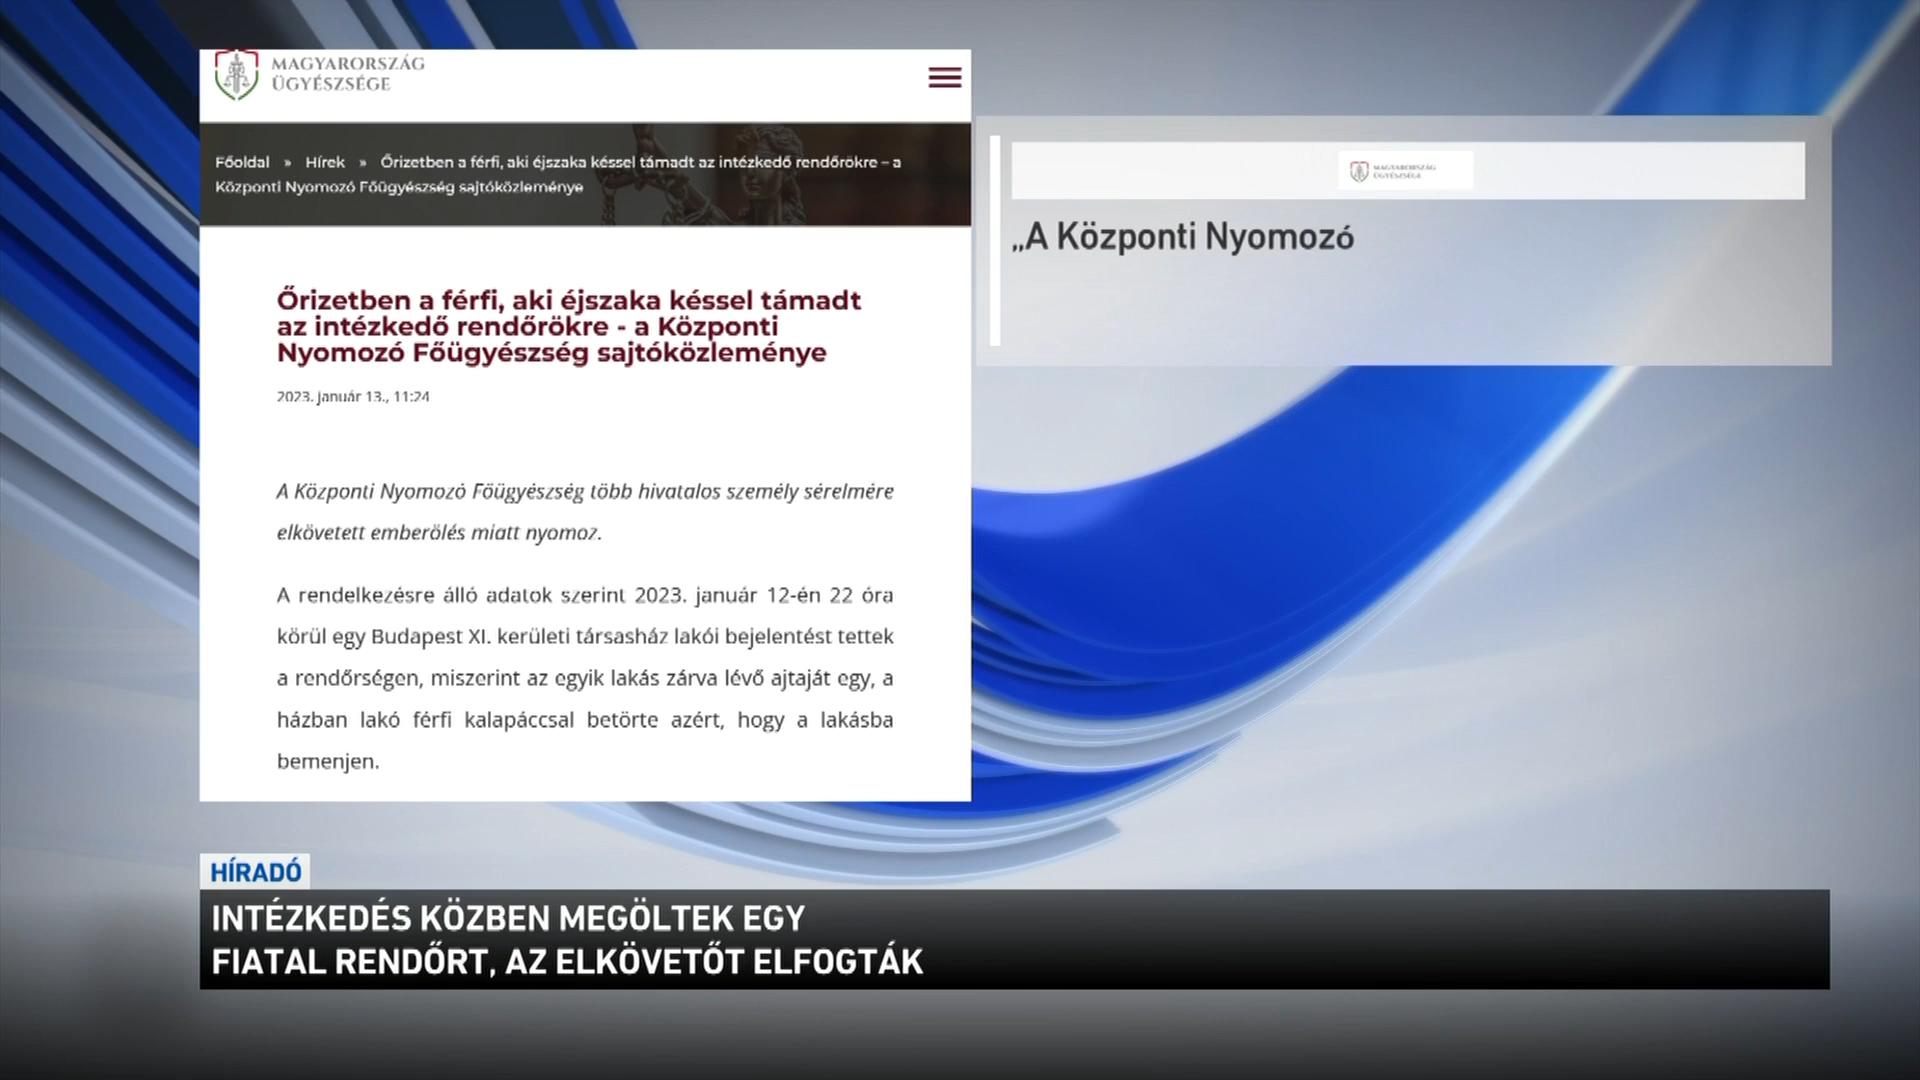 MAGYARORSZÁG
ÜGYÉSZSÉGE
Főoldal » Hírek » Őrizetben a férfi, aki éjszaka késsel támadt az intézkedő rendőrökre – a
Központi Nyomozó Főügyészség sajtóközleménye
Őrizetben a férfi, aki éjszaka késsel támadt
az intézkedő rendőrökre - a Központi
Nyomozó Főügyészség sajtóközleménye
2023. január 13., 11:24
A Központi Nyomozó Főügyészség több hivatalos személy sérelmére
elkövetett emberölés miatt nyomoz.
A rendelkezésre álló adatok szerint 2023. január 12-én 22 óra
körül egy Budapest XI. kerületi társasház lakói bejelentést tettek
a rendőrségen, miszerint az egyik lakás zárva lévő ajtaját egy, a
házban lakó férfi kalapáccsal betörte azért, hogy a lakásba
bemenjen.
MAGYARORSZÁG
ÜGYÉSZSÉGE
„A Központi Nyomozó
HÍRADÓ
INTÉZKEDÉS KÖZBEN MEGÖLTEK EGY
FIATAL RENDŐRT, AZ ELKÖVETŐT ELFOGTÁK